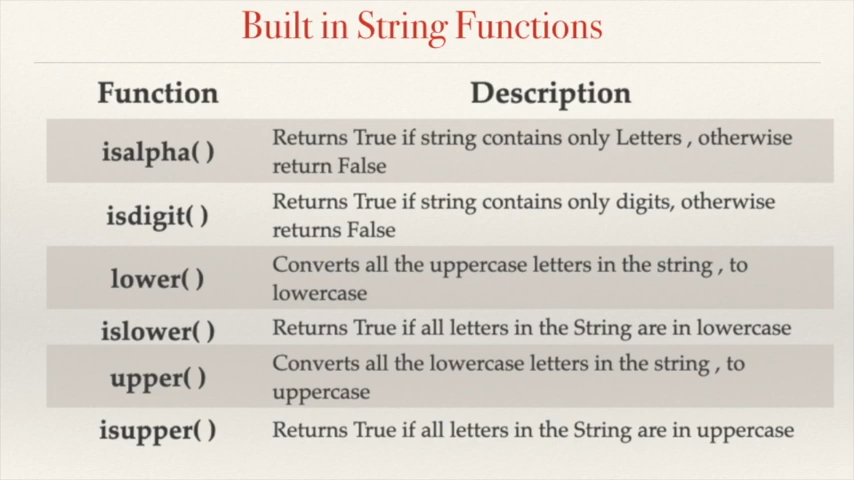 Built in String Functions
Function Description
isalpha( ) Returns True if string contains only Letters , otherwise
return False
isdigit( ) Returns True if string contains only digits, otherwise
returns False
lower( ) Converts all the uppercase letters in the string , to
lowercase
islower( ) Returns True if all letters in the String are in lowercase
upper( ) Converts all the lowercase letters in the string , to
uppercase
isupper( ) Returns True if all letters in the String are in uppercase